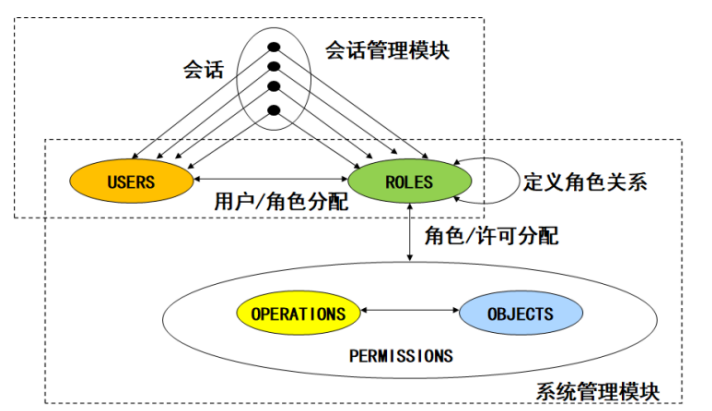 会话管理模块
会话
USERS
ROLES
定义角色关系
用户/角色分配
角色/许可分配
OPERATIONS
OBJECTS
PERMISSIONS
系统管理模块